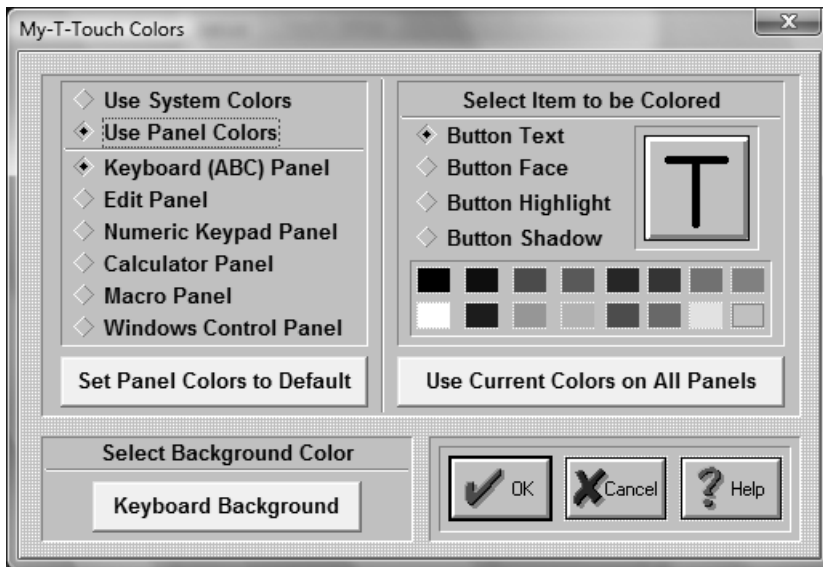 My-T-Touch Colors
X
Use System Colors
Use Panel Colors
Keyboard (ABC) Panel
Edit Panel
Numeric Keypad Panel
Calculator Panel
Macro Panel
Windows Control Panel
Set Panel Colors to Default
Select Item to be Colored
Button Text
Button Face
Button Highlight
Button Shadow
T
Use Current Colors on All Panels
Select Background Color
Keyboard Background
OK
Cancel
Help